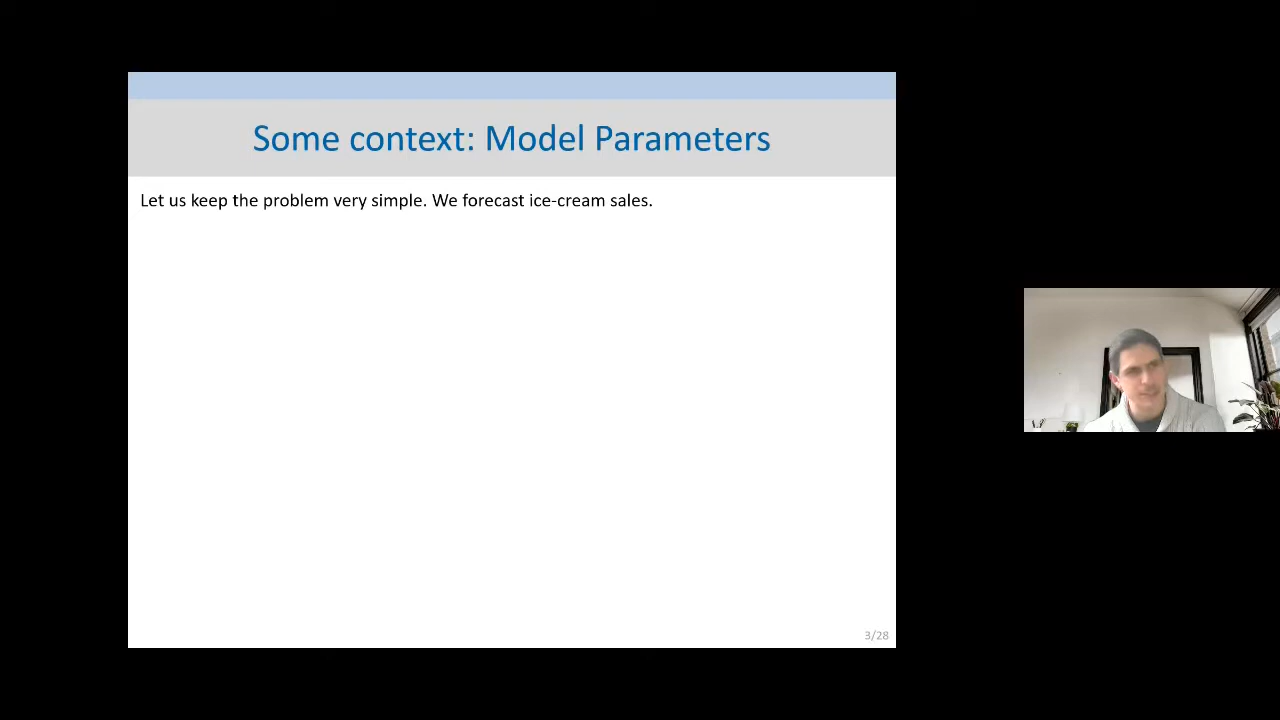 Some context: Model Parameters
Let us keep the problem very simple. We forecast ice-cream sales.
3/28